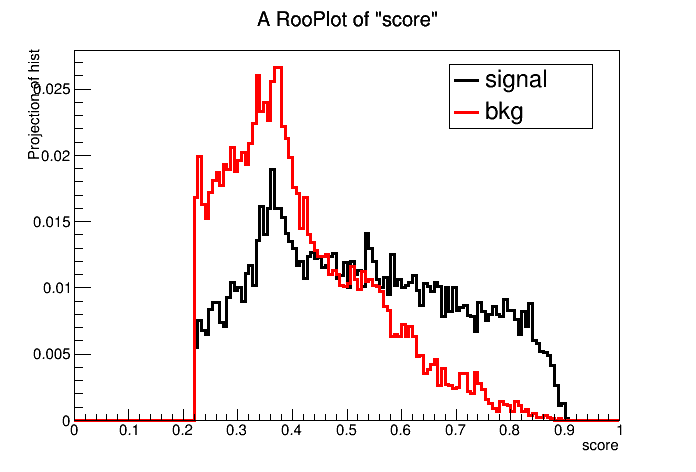 A RooPlot of "score"
Projection of hist
0.025
0.02
0.015
0.01
0.005
0
signal
bkg
0 0.1 0.2 0.3 0.4 0.5 0.6 0.7 0.8 0.9 1
score